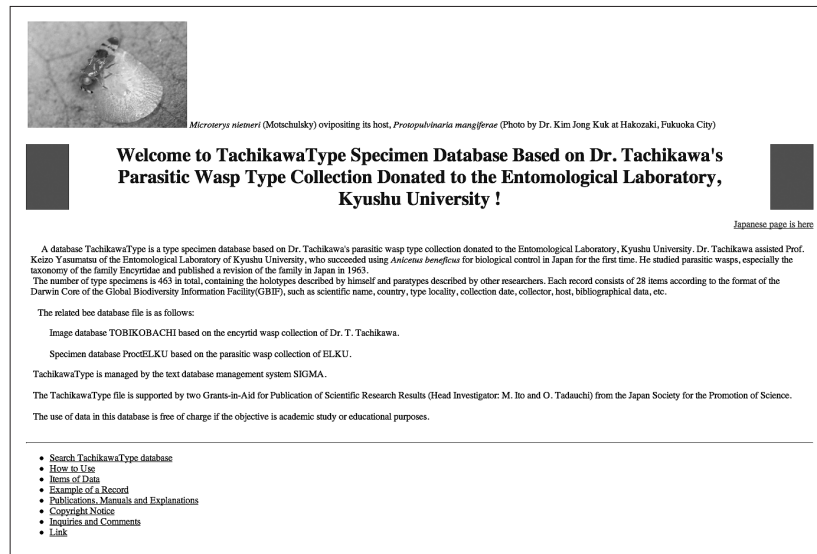 Microterys nietneri (Motschulsky) ovipositing its host, Protopulvinaria mangiferae (Photo by Dr. Kim Jong Kuk at Hakozaki, Fukuoka City)
Welcome to TachikawaType Specimen Database Based on Dr. Tachikawa's
Parasitic Wasp Type Collection Donated to the Entomological Laboratory,
Kyushu University !
Japanese page is here
A database TachikawaType is a type specimen database based on Dr. Tachikawa's parasitic wasp type collection donated to the Entomological Laboratory, Kyushu University. Dr. Tachikawa assisted Prof.
Keizo Yasumatsu of the Entomological Laboratory of Kyushu University, who succeeded using Anicetus beneficus for biological control in Japan for the first time. He studied parasitic wasps, especially the
taxonomy of the family Encyrtidae and published a revision of the family in Japan in 1963.
The number of type specimens is 463 in total, containing the holotypes described by himself and paratypes described by other researchers. Each record consists of 28 items according to the format of the
Darwin Core of the Global Biodiversity Information Facility(GBIF), such as scientific name, country, type locality, collection date, collector, host, bibliographical data, etc.
The related bee database file is as follows:
Image database TOBIKOBACHI based on the encyrtid wasp collection of Dr. T. Tachikawa.
Specimen database ProctELKU based on the parasitic wasp collection of ELKU.
TachikawaType is managed by the text database management system SIGMA.
The TachikawaType file is supported by two Grants-in-Aid for Publication of Scientific Research Results (Head Investigator: M. Ito and O. Tadauchi) from the Japan Society for the Promotion of Science.
The use of data in this database is free of charge if the objective is academic study or educational purposes.
• Search TachikawaType database
• How to Use
• Items of Data
• Example of a Record
• Publications, Manuals and Explanations
• Copyright Notice
• Inquiries and Comments
• Link